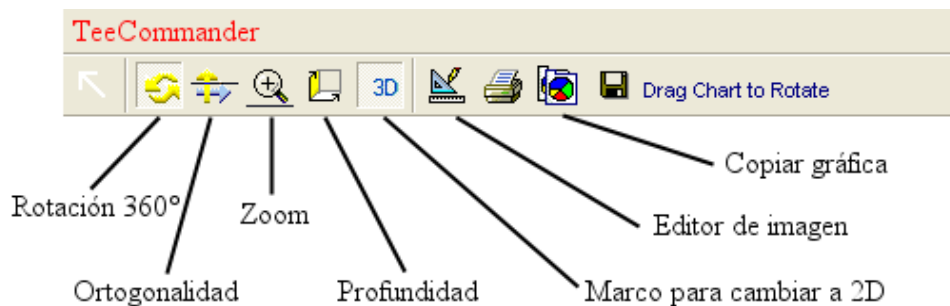 TeeCommander
3D
Drag Chart to Rotate
Copiar gráfica
Rotación 360°
Zoom
Editor de imagen
Ortogonalidad
Profundidad
Marco para cambiar a 2D